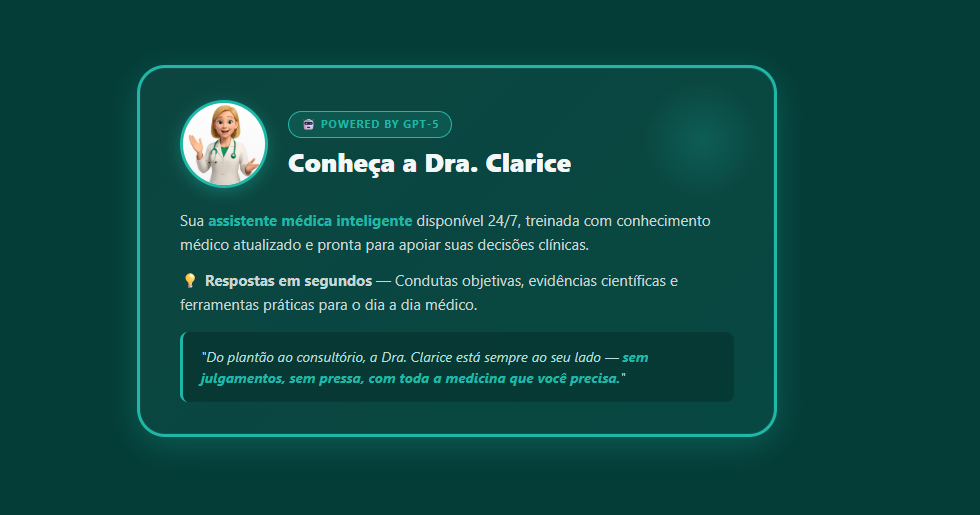 POWERED BY GPT-5
Conheça a Dra. Clarice
Sua assistente médica inteligente disponível 24/7, treinada com conhecimento
médico atualizado e pronta para apoiar suas decisões clínicas.
💡 Respostas em segundos — Condutas objetivas, evidências científicas e
ferramentas práticas para o dia a dia médico.
"Do plantão ao consultório, a Dra. Clarice está sempre ao seu lado — sem
julgamentos, sem pressa, com toda a medicina que você precisa."